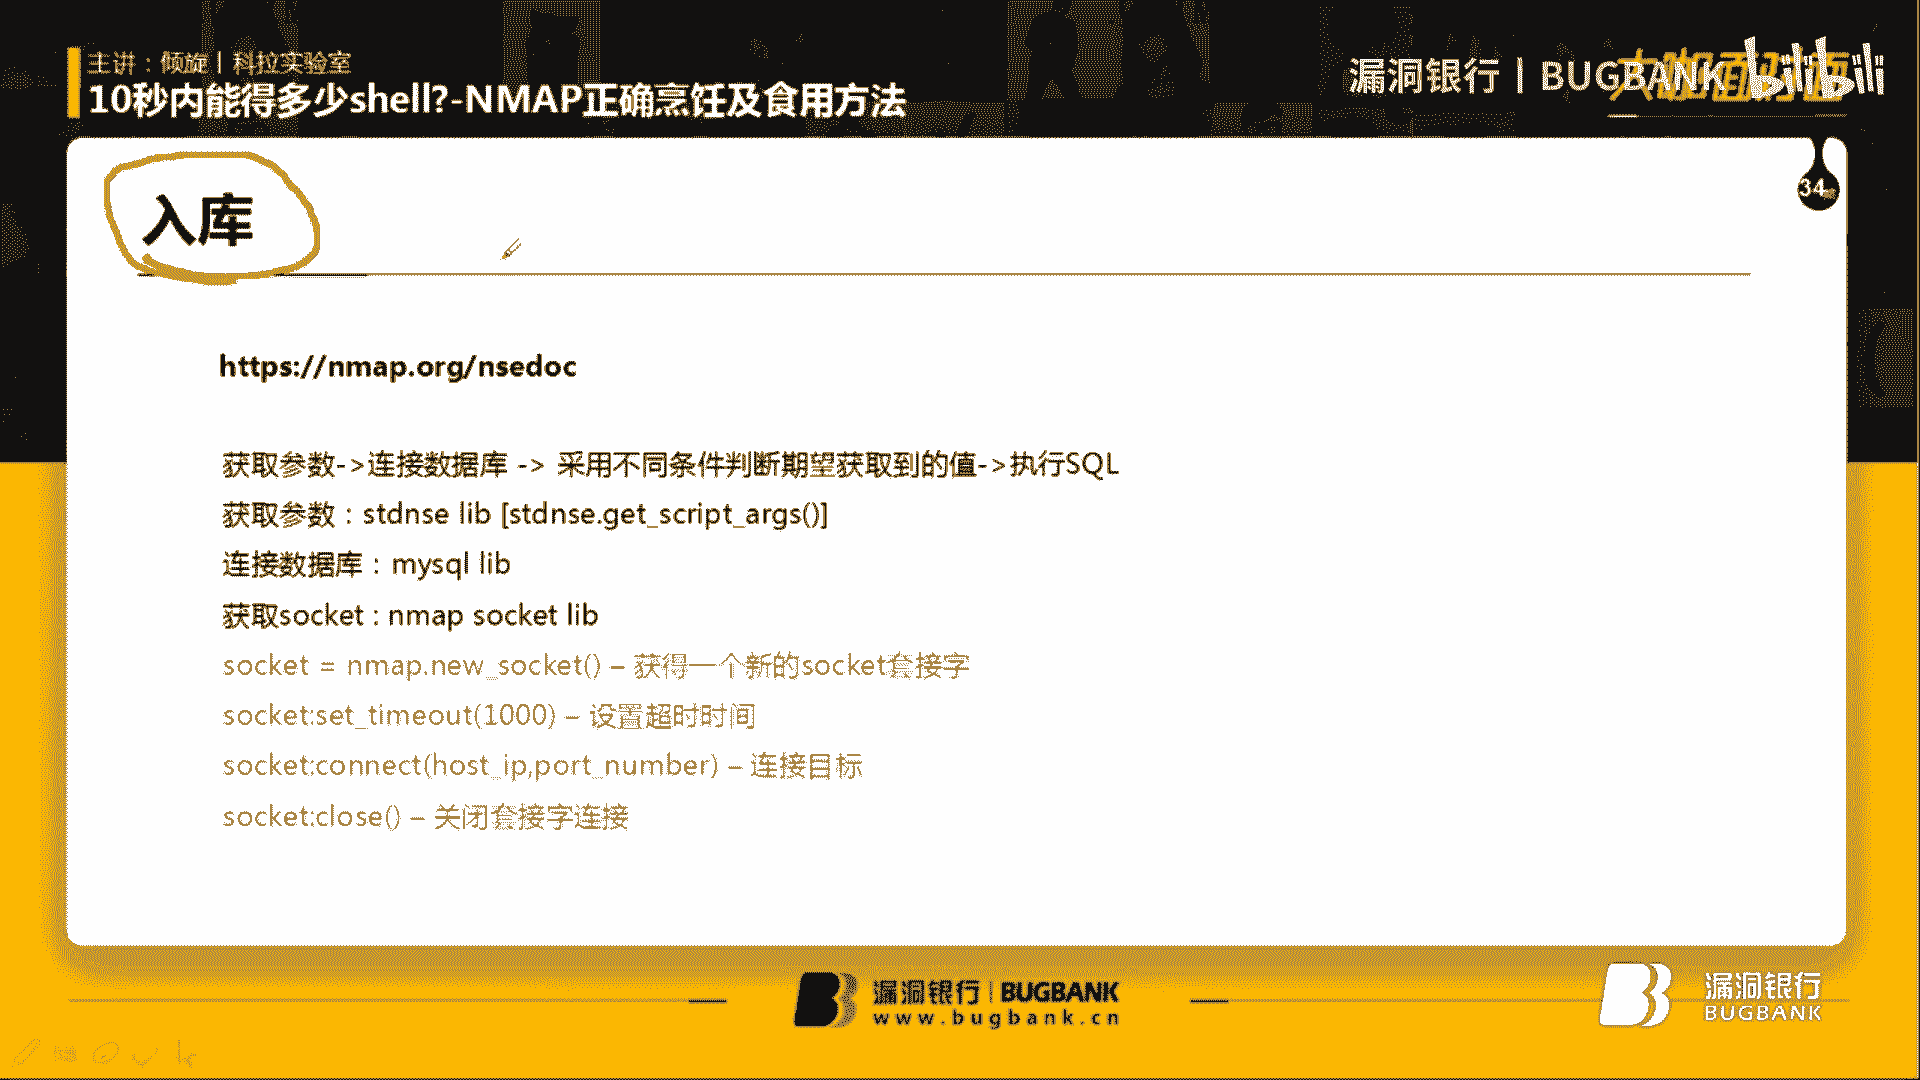 主讲：倾旋 | 科拉实验室
10秒内能得多少shell?-NMAP正确烹饪及食用方法
漏洞银行 | BUGBANK
大咖面对面
bilibili
34
入库
https://nmap.org/nsedoc
获取参数->连接数据库 -> 采用不同条件判断期望获取到的值->执行SQL
获取参数：stdnse lib [stdnse.get_script_args()]
连接数据库：mysql lib
获取socket : nmap socket lib
socket = nmap.new_socket() – 获得一个新的socket套接字
socket:set_timeout(1000) – 设置超时时间
socket:connect(host_ip,port_number) – 连接目标
socket:close() – 关闭套接字连接
漏洞银行 | BUGBANK
www.bugbank.cn
漏洞银行
BUGBANK